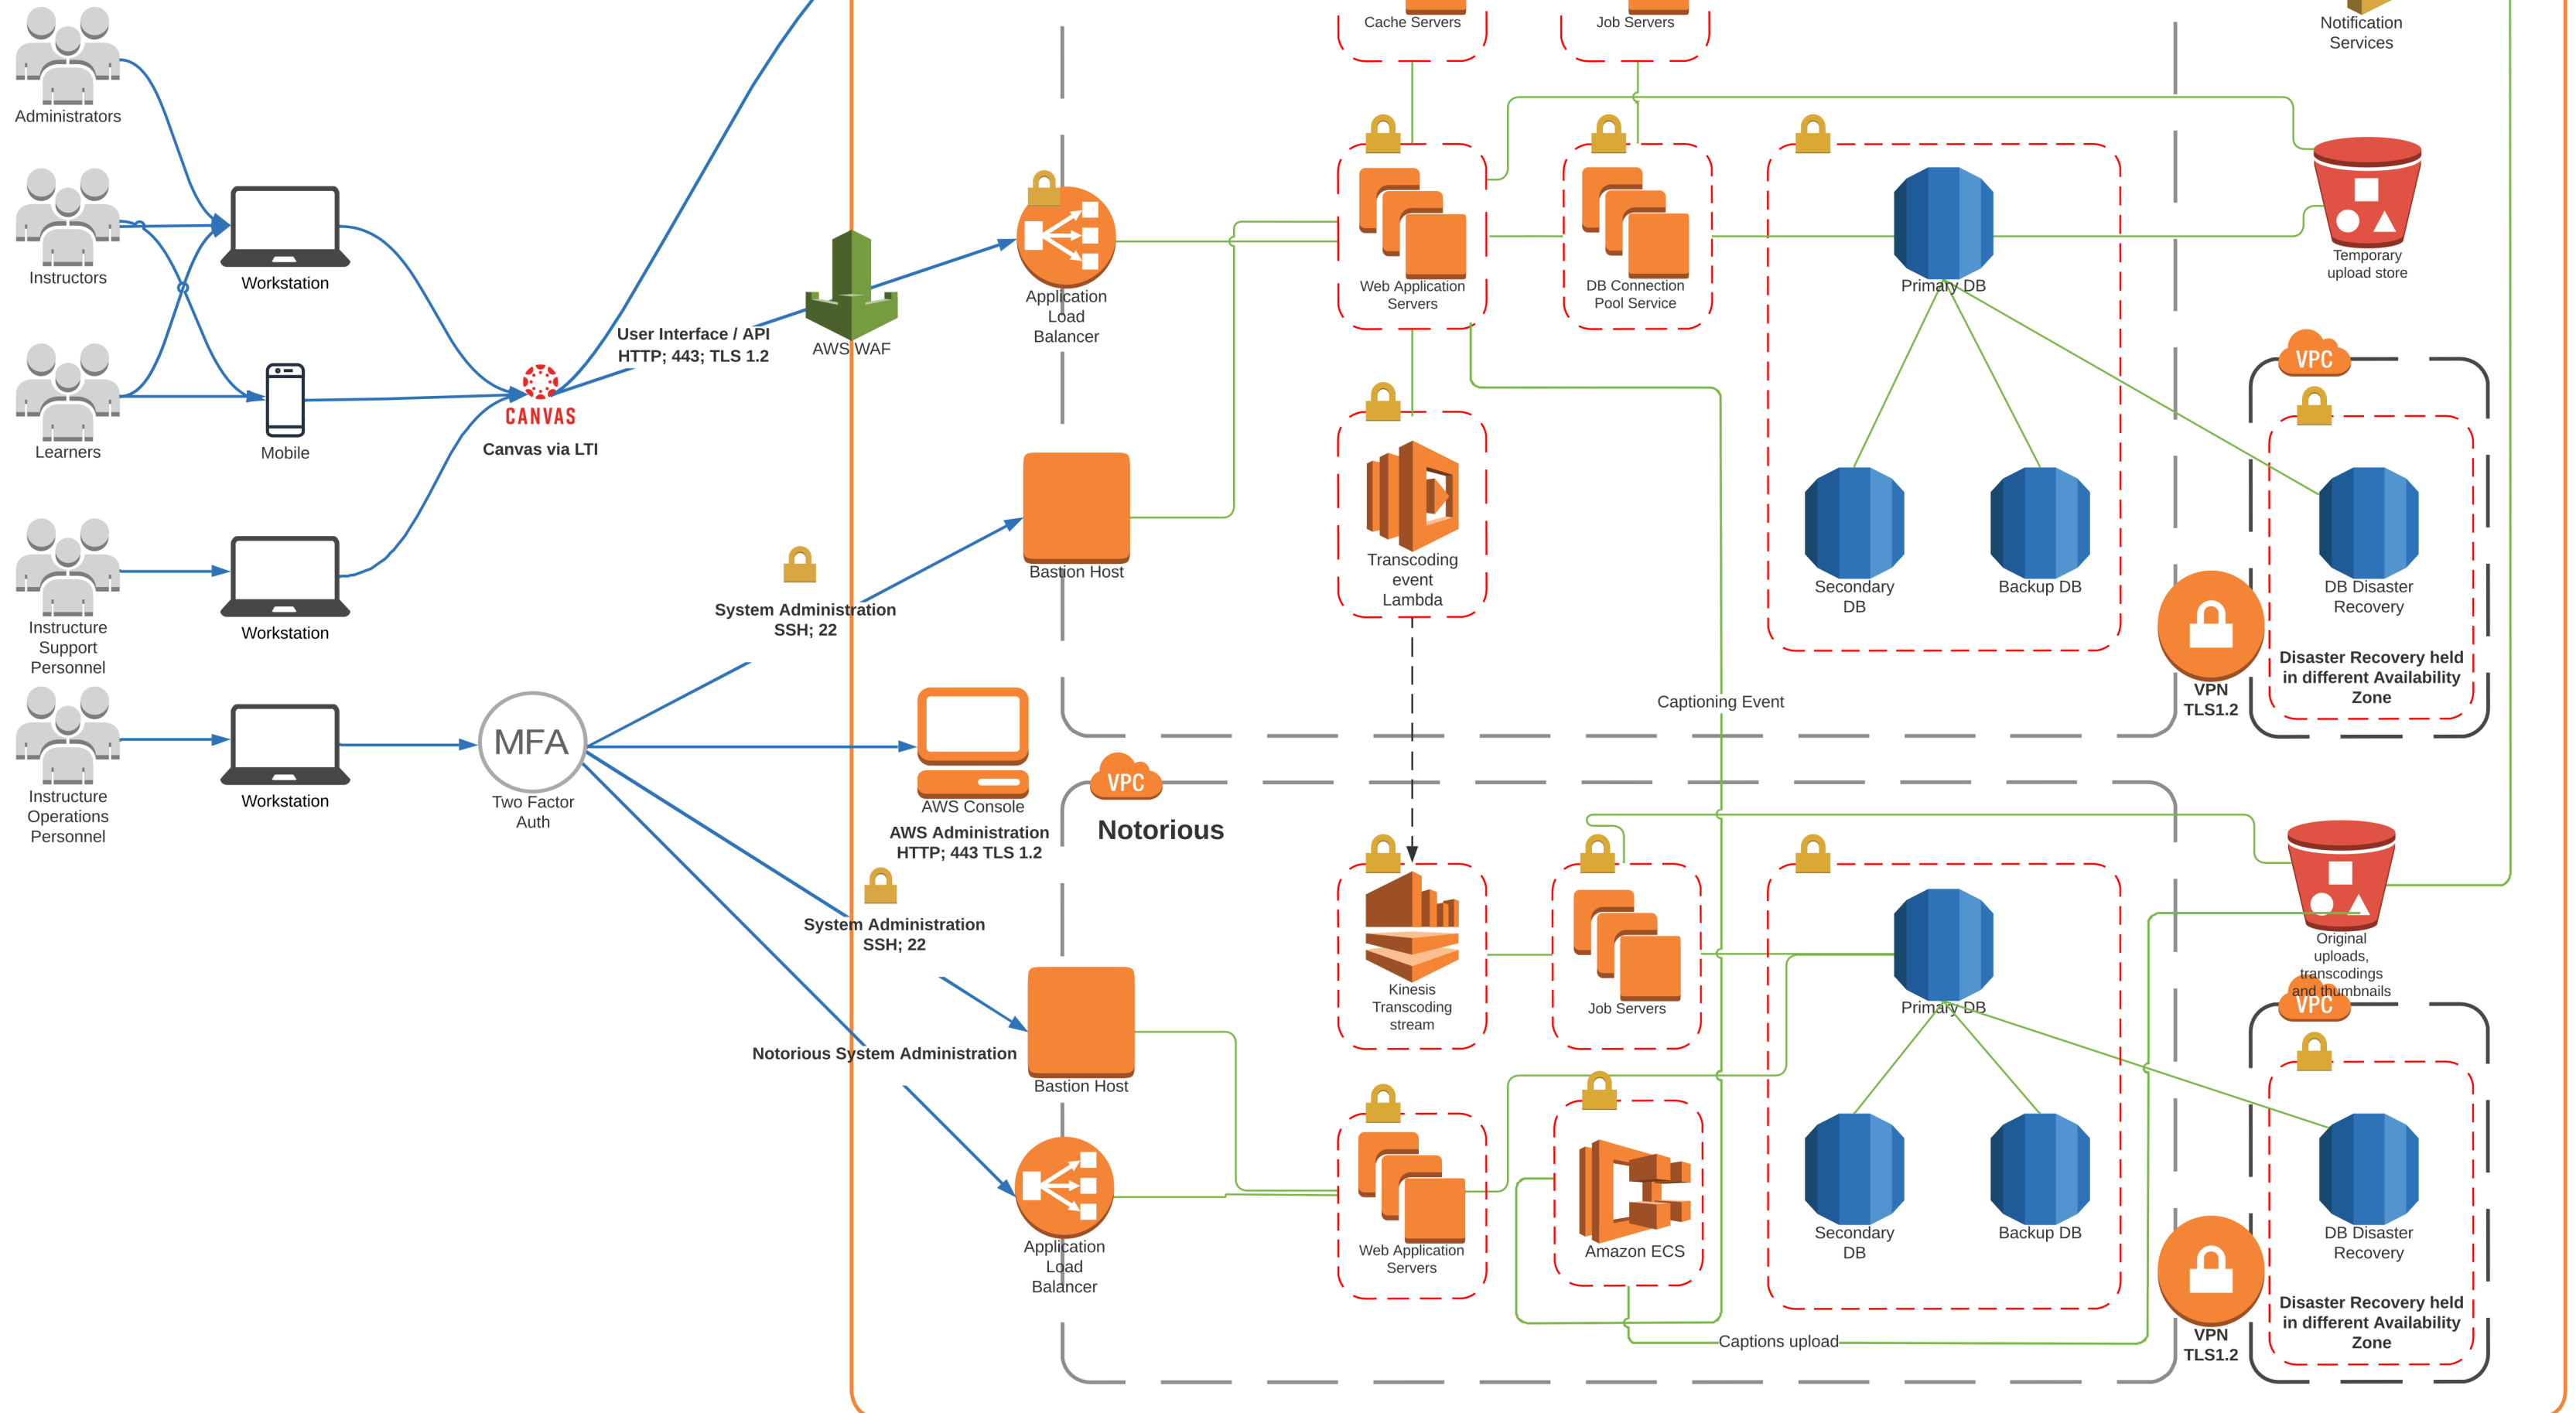 Cache Servers
Job Servers
Notification
Services
Administrators
Instructors
Workstation
Learners
Mobile
CANVAS
Canvas via LTI
User Interface / API
HTTP; 443; TLS 1.2
AWS WAF
Application
Load
Balancer
Web Application
Servers
DB Connection
Pool Service
Primary DB
Temporary
upload store
VPC
Bastion Host
Transcoding
event
Lambda
Secondary
DB
Backup DB
DB Disaster
Recovery
Disaster Recovery held
in different Availability
Zone
VPN
TLS1.2
Instructure
Support
Personnel
Workstation
System Administration
SSH; 22
Instructure
Operations
Personnel
Workstation
MFA
Two Factor
Auth
AWS Console
AWS Administration
HTTP; 443 TLS 1.2
Captioning Event
VPC
Notorious
System Administration
SSH; 22
Kinesis
Transcoding
stream
Job Servers
Primary DB
Original
uploads,
transcodings
and thumbnails
VPC
Notorious System Administration
Bastion Host
Application
Load
Balancer
Web Application
Servers
Amazon ECS
Secondary
DB
Backup DB
DB Disaster
Recovery
Disaster Recovery held
in different Availability
Zone
VPN
TLS1.2
Captions upload